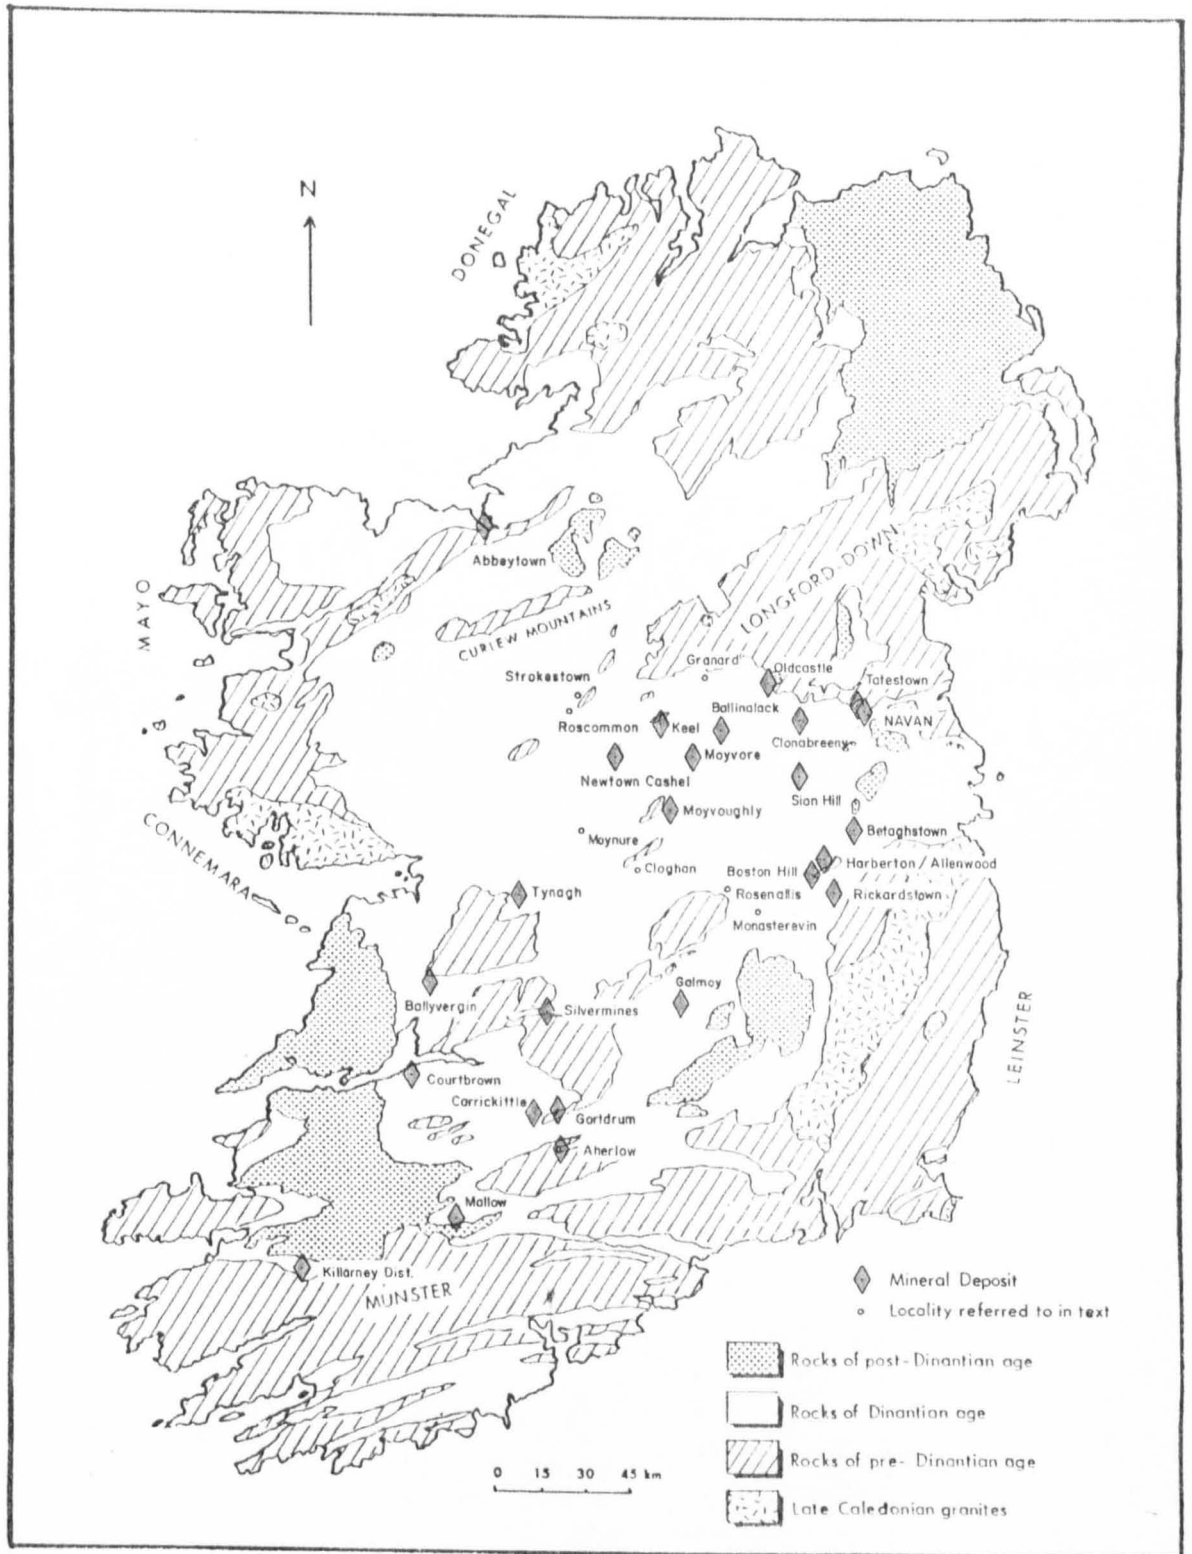 N
DONEGAL
Abbeytown
MAYO
CURLEW MOUNTAINS
LONGFORD-DOWN
Granard
Oldcastle
Strokestown
Tatestown
Ballinalack
Roscommon
Keel
NAVAN
Clonabreeny
Moyvore
Newtown Cashel
Sion Hill
Moyvoughly
CONNEMARA
Moynure
Betaghstown
Cloghan
Boston Hill
Harberton / Allenwood
Tynagh
Rosenallis
Rickardstown
Monasterevin
Galmoy
Ballyvergin
Silvermines
LEINSTER
Courtbrown
Carrickittle
Gortdrum
Aherlow
Mallow
Killarney Dist.
MUNSTER
Mineral Deposit
Locality referred to in text
Rocks of post-Dinantian age
Rocks of Dinantian age
Rocks of pre- Dinantian age
Late Caledonian granites
0 15 30 45 km